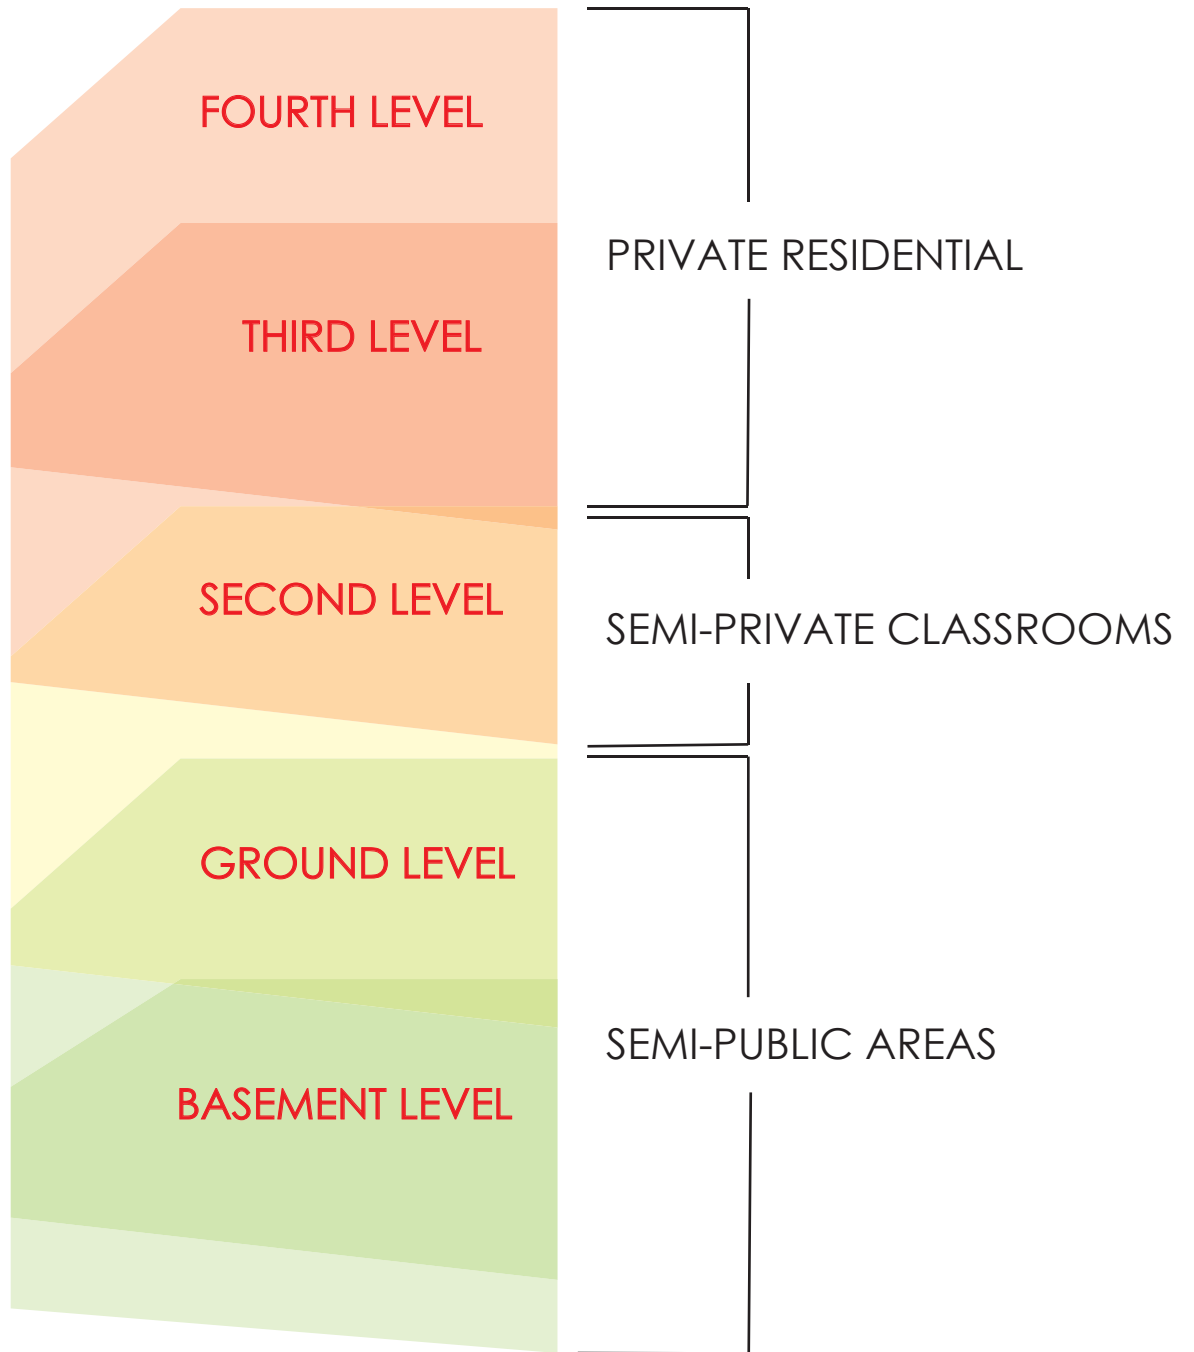 FOURTH LEVEL
PRIVATE RESIDENTIAL
THIRD LEVEL
SECOND LEVEL
SEMI-PRIVATE CLASSROOMS
GROUND LEVEL
SEMI-PUBLIC AREAS
BASEMENT LEVEL